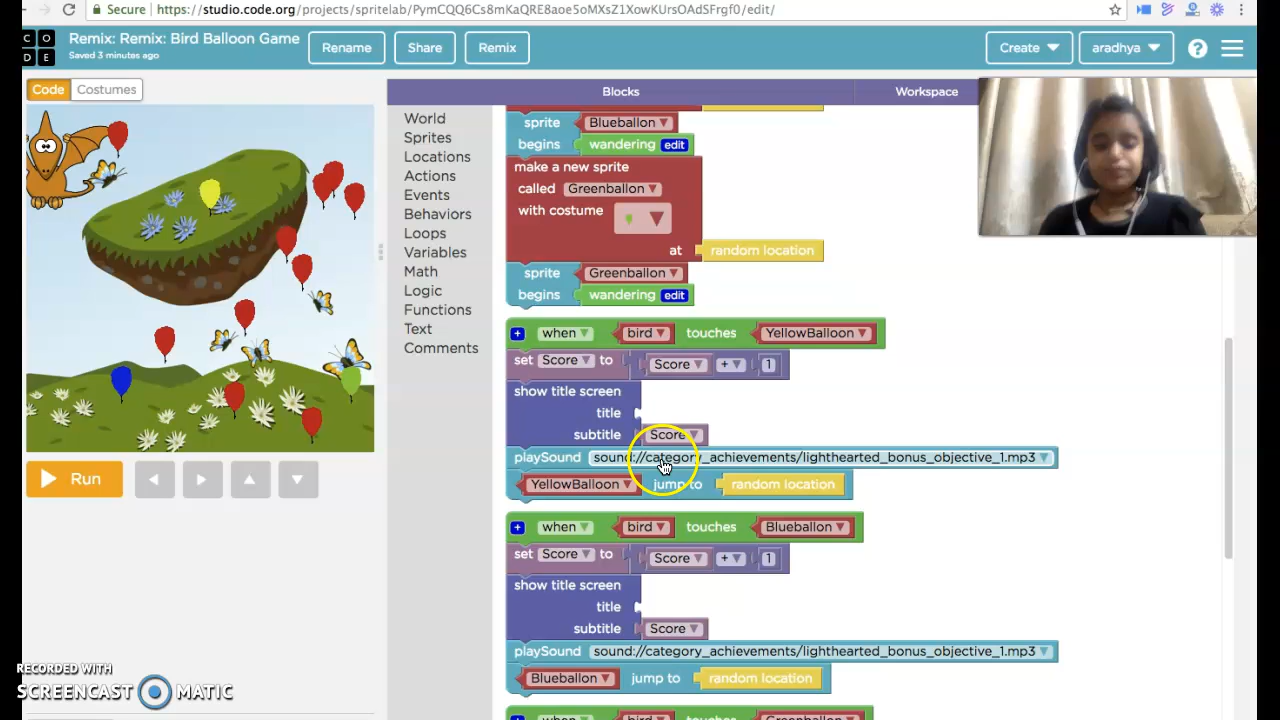 Secure https://studio.code.org/projects/spritelab/PymCQQ6Cs8mKaQRE8aoeSoMXsZ1XowKUrsOAdSFrgf0/edit/
C O
D E
Remix: Remix: Bird Balloon Game
Saved 3 minutes ago
Rename
Share
Remix
Create
aradhya
?
Code
Costumes
Blocks
Workspace
World
Sprites
Locations
Actions
Events
Behaviors
Loops
Variables
Math
Logic
Functions
Text
Comments
sprite Blueballon
begins wandering edit
make a new sprite
called Greenballon
with costume
at random location
sprite Greenballon
begins wandering edit
+ when bird touches YellowBalloon
set Score to Score + 1
show title screen
title
subtitle Score
playSound sound://category_achievements/lighthearted_bonus_objective_1.mp3
YellowBalloon jump to random location
+ when bird touches Blueballon
set Score to Score + 1
show title screen
title
subtitle Score
playSound sound://category_achievements/lighthearted_bonus_objective_1.mp3
Blueballon jump to random location
Run
RECORDED WITH
SCREENCAST MATIC